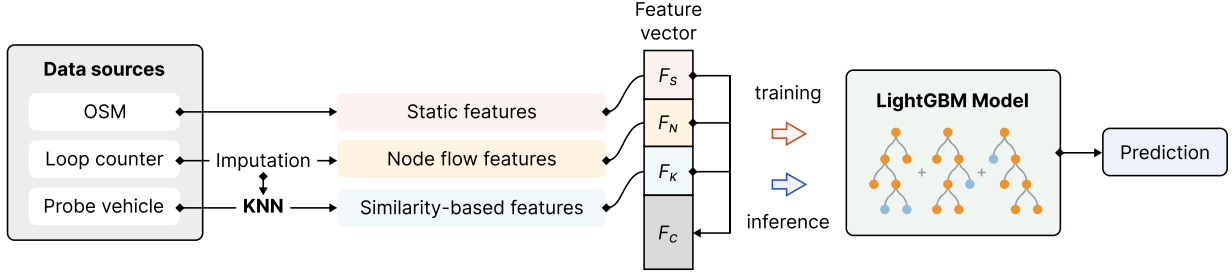 Feature
vector
Data sources
OSM
Loop counter
Probe vehicle
Imputation
KNN
Static features
Node flow features
Similarity-based features
F_S
F_N
F_K
F_C
training
inference
LightGBM Model
+ +
Prediction